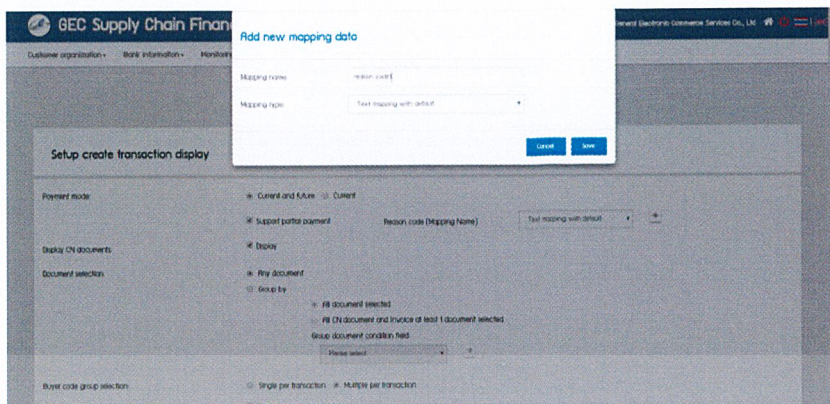 GEC Supply Chain Finan
General Electronic Commerce Services Co., Ltd
Customer organization
Bank information
Monitoring
Add new mapping data
Mapping name
reason code
Mapping type
Text mapping with default
Cancel
Save
Setup create transaction display
Payment mode:
Current and future
Current
Support partial payment
Reason code (Mapping Name)
Text mapping with default
+
Display CN documents:
Display
Document selection:
Any document
Group by
All document selected
All CN document and Invoice at least 1 document selected
Group document condition field:
Please select
Buyer code group selection:
Single per transaction
Multiple per transaction